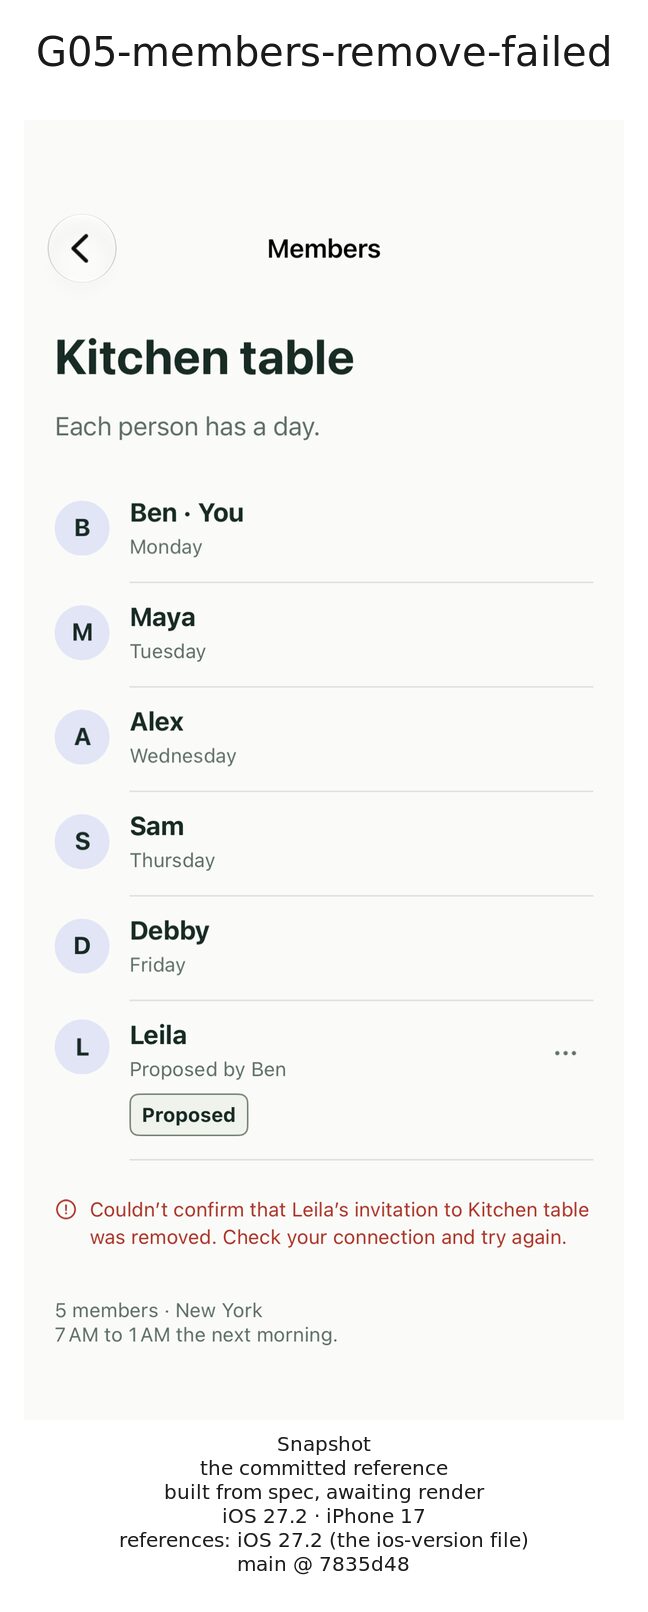 G05-members-remove-failed
Members
Kitchen table
Each person has a day.
B
Ben · You
Monday
M
Maya
Tuesday
A
Alex
Wednesday
S
Sam
Thursday
D
Debby
Friday
L
Leila
Proposed by Ben
...
Proposed
Couldn’t confirm that Leila’s invitation to Kitchen table
was removed. Check your connection and try again.
5 members · New York
7 AM to 1 AM the next morning.
Snapshot
the committed reference
built from spec, awaiting render
iOS 27.2 · iPhone 17
references: iOS 27.2 (the ios-version file)
main @ 7835d48